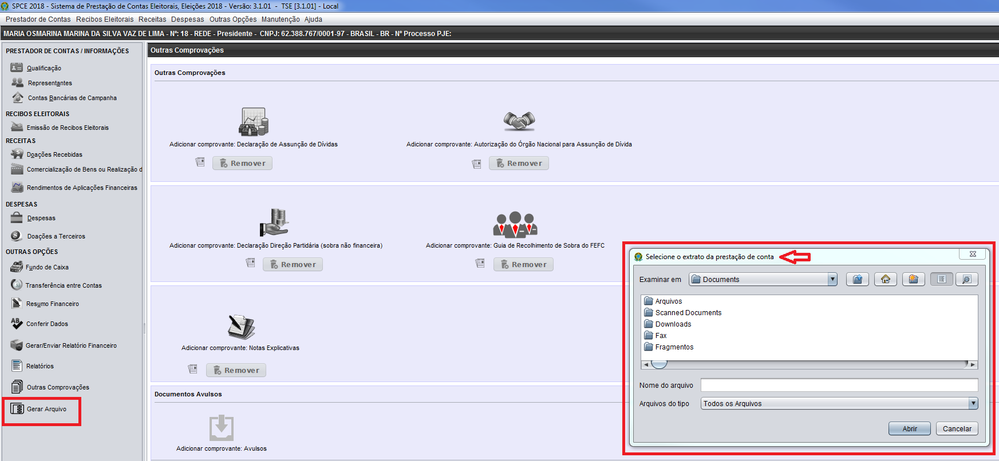 SPCE 2018 - Sistema de Prestação de Contas Eleitorais, Eleições 2018 - Versão: 3.1.01 - TSE [3.1.01] - Local
Prestador de Contas Recibos Eleitorais Receitas Despesas Outras Opções Manutenção Ajuda
MARIA OSMARINA MARINA DA SILVA VAZ DE LIMA - Nº: 18 - REDE - Presidente - CNPJ: 62.388.767/0001-97 - BRASIL - BR - Nº Processo PJE:
PRESTADOR DE CONTAS / INFORMAÇÕES
Qualificação
Representantes
Contas Bancárias de Campanha
RECIBOS ELEITORAIS
Emissão de Recibos Eleitorais
RECEITAS
Doações Recebidas
Comercialização de Bens ou Realização d
Rendimentos de Aplicações Financeiras
DESPESAS
Despesas
Doações a Terceiros
OUTRAS OPÇÕES
Fundo de Caixa
Transferência entre Contas
Resumo Financeiro
Conferir Dados
Gerar/Enviar Relatório Financeiro
Relatórios
Outras Comprovações
Gerar Arquivo
Outras Comprovações
Outras Comprovações
Adicionar comprovante: Declaração de Assunção de Dívidas
Remover
Adicionar comprovante: Autorização do Órgão Nacional para Assunção de Dívida
Remover
Adicionar comprovante: Declaração Direção Partidária (sobra não financeira)
Remover
Adicionar comprovante: Guia de Recolhimento de Sobra do FEFC
Remover
Adicionar comprovante: Notas Explicativas
Remover
Documentos Avulsos
Adicionar comprovante: Avulsos
Selecione o extrato da prestação de conta
Examinar em Documents
Arquivos
Scanned Documents
Downloads
Fax
Fragmentos
Nome do arquivo
Arquivos do tipo Todos os Arquivos
Abrir Cancelar